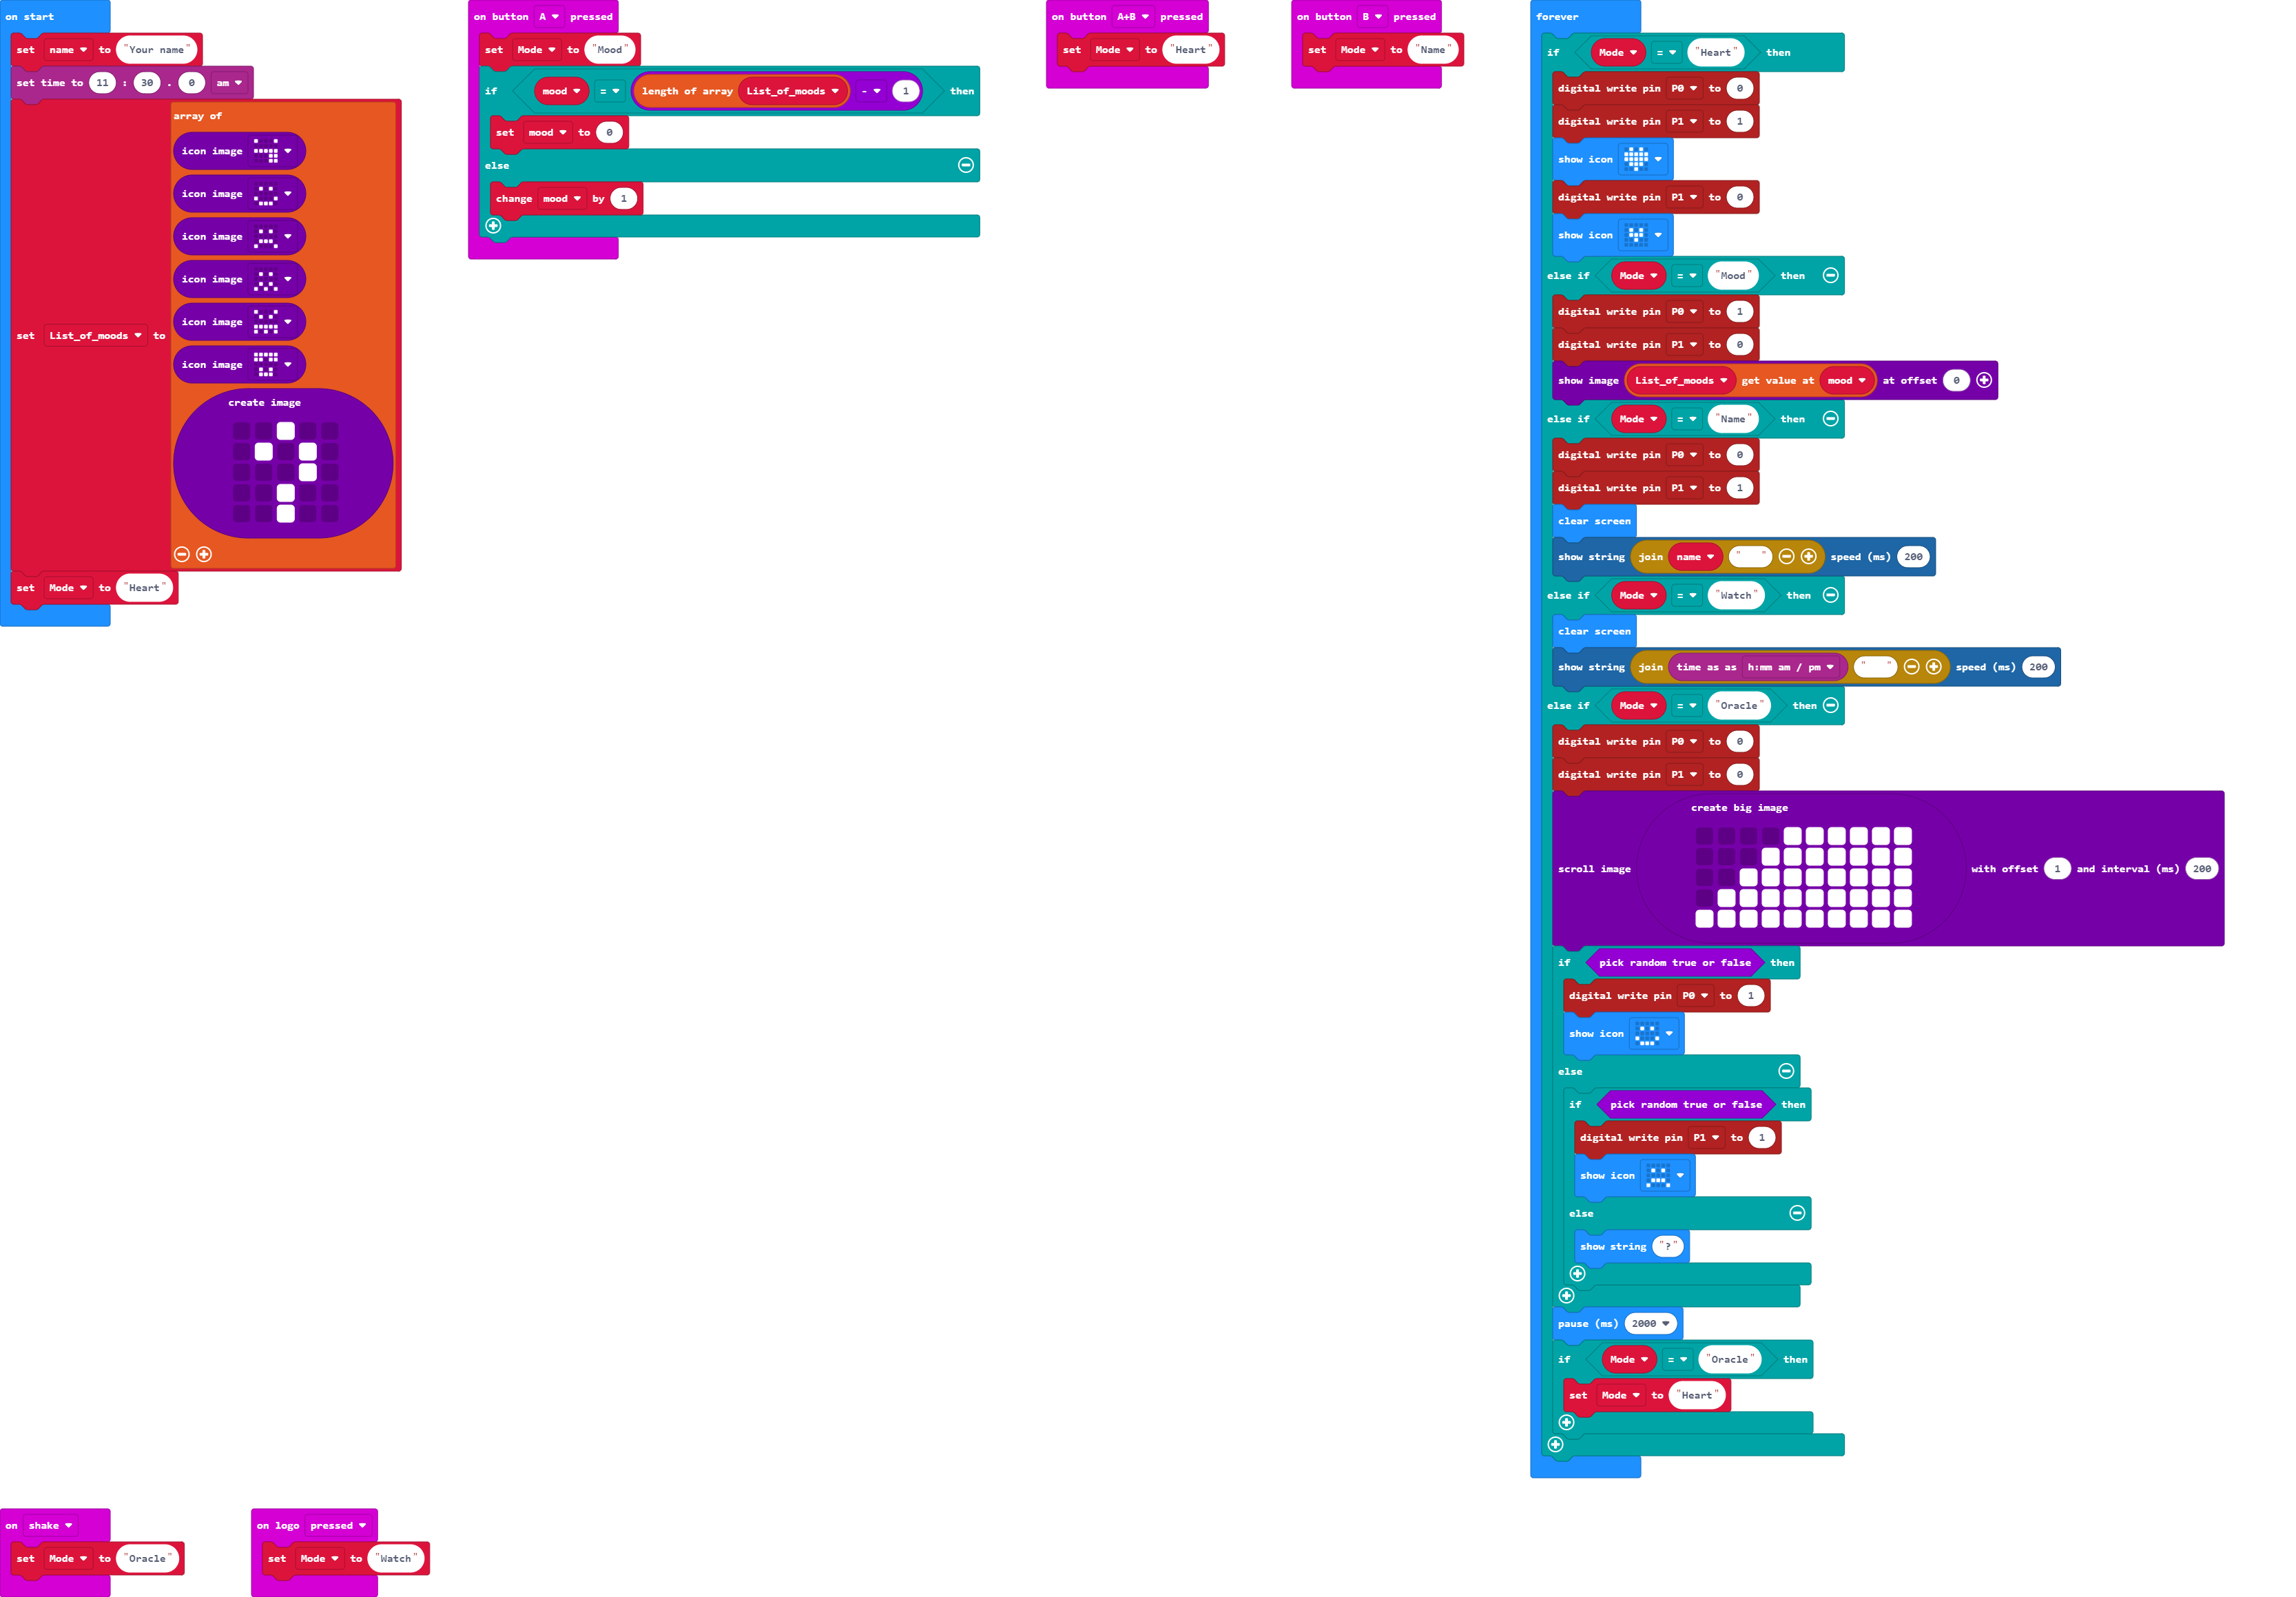 on start
set name to "Your name"
set time to 11 : 30 . 0 am
set List_of_moods to
array of
icon image
icon image
icon image
icon image
icon image
icon image
create image
set Mode to "Heart"
on button A pressed
set Mode to "Mood"
if mood = length of array List_of_moods - 1 then
set mood to 0
else
change mood by 1
on button A+B pressed
set Mode to "Heart"
on button B pressed
set Mode to "Name"
forever
if Mode = "Heart" then
digital write pin P0 to 0
digital write pin P1 to 1
show icon
digital write pin P1 to 0
show icon
else if Mode = "Mood" then
digital write pin P0 to 1
digital write pin P1 to 0
show image List_of_moods get value at mood at offset 0
else if Mode = "Name" then
digital write pin P0 to 0
digital write pin P1 to 1
clear screen
show string join name " " speed (ms) 200
else if Mode = "Watch" then
clear screen
show string join time as as h:mm am / pm " " speed (ms) 200
else if Mode = "Oracle" then
digital write pin P0 to 0
digital write pin P1 to 0
create big image
scroll image with offset 1 and interval (ms) 200
if pick random true or false then
digital write pin P0 to 1
show icon
else
if pick random true or false then
digital write pin P1 to 1
show icon
else
show string "?"
pause (ms) 2000
if Mode = "Oracle" then
set Mode to "Heart"
on shake
set Mode to "Oracle"
on logo pressed
set Mode to "Watch"